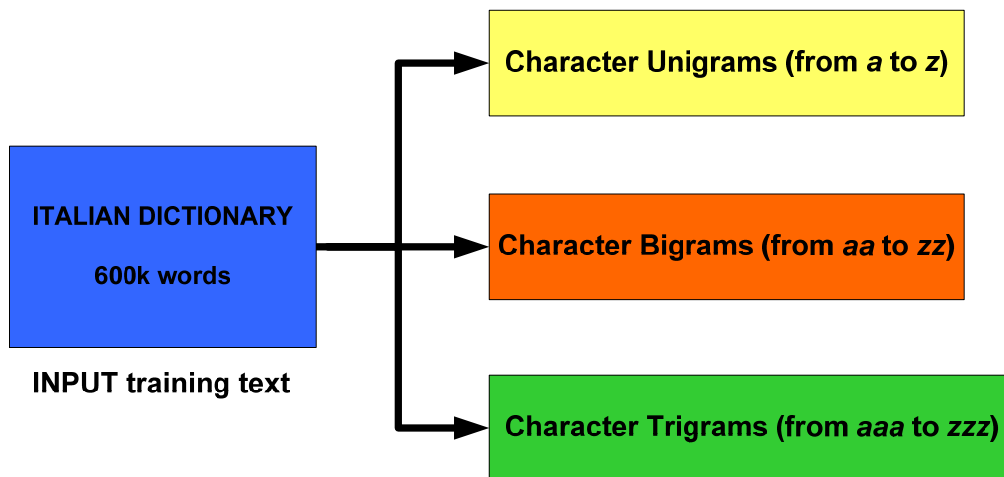 Character Unigrams (from a to z)
ITALIAN DICTIONARY
600k words
INPUT training text
Character Bigrams (from aa to zz)
Character Trigrams (from aaa to zzz)